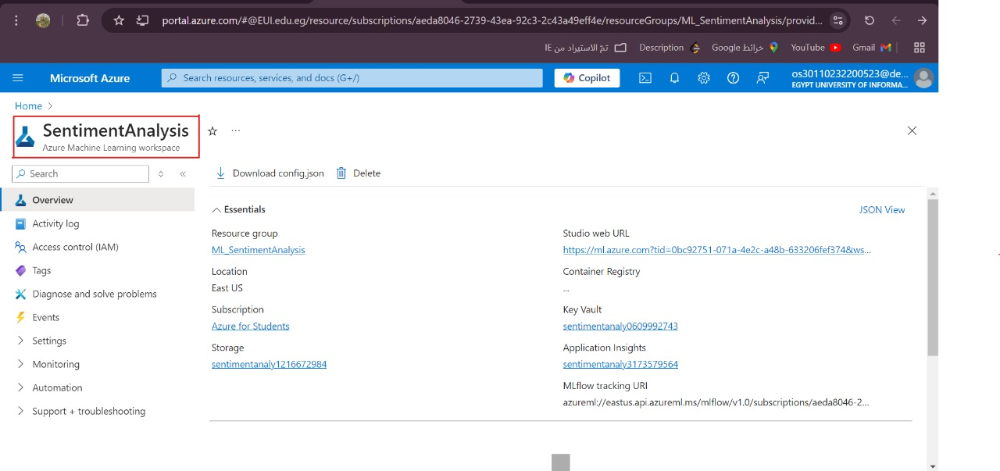 portal.azure.com/#@EUI.edu.eg/resource/subscriptions/aeda8046-2739-43ea-92c3-2c43a49eff4e/resourceGroups/ML_SentimentAnalysis/provid...
تمّ الاستيراد من IE
Description
خرائط Google
YouTube
Gmail
Microsoft Azure
Search resources, services, and docs (G+/)
Copilot
os30110232200523@de...
EGYPT UNIVERSITY OF INFORMA...
Home
SentimentAnalysis
Azure Machine Learning workspace
...
Search
Download config.json
Delete
Overview
Activity log
Access control (IAM)
Tags
Diagnose and solve problems
Events
Settings
Monitoring
Automation
Support + troubleshooting
Essentials
JSON View
Resource group
ML_SentimentAnalysis
Location
East US
Subscription
Azure for Students
Storage
sentimentanaly1216672984
Studio web URL
https://ml.azure.com?tid=0bc92751-071a-4e2c-a48b-633206fef374&ws...
Container Registry
...
Key Vault
sentimentanaly0609992743
Application Insights
sentimentanaly3173579564
MLflow tracking URI
azureml://eastus.api.azureml.ms/mlflow/v1.0/subscriptions/aeda8046-2...